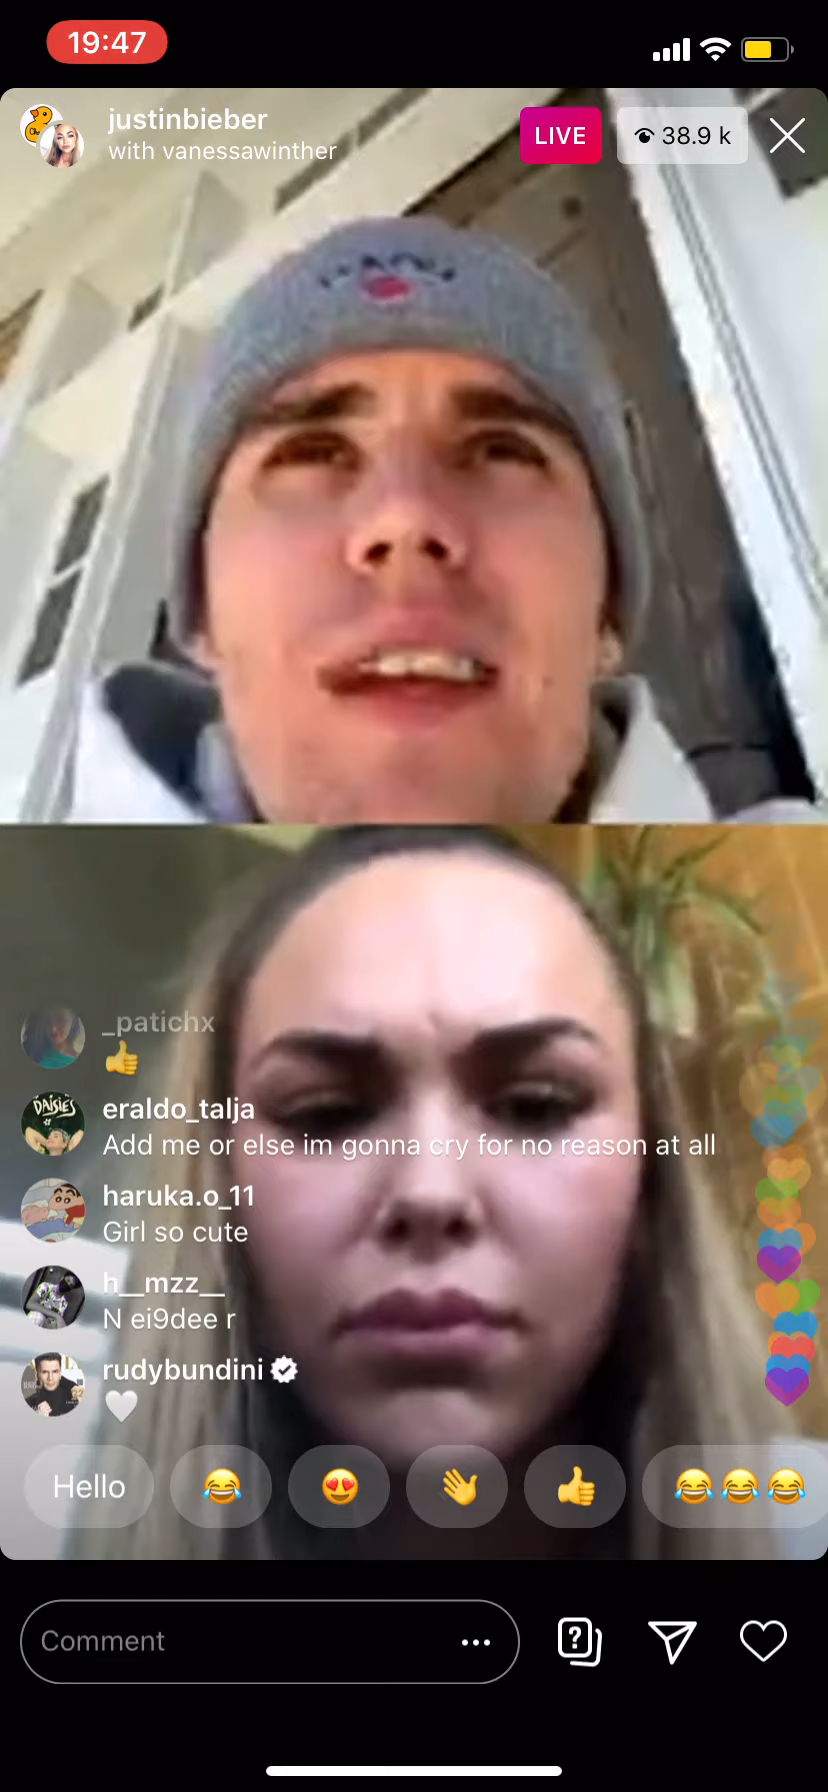 19:47
justinbieber
with vanessawinther
LIVE
38.9 k
_patichx
DAISIES
eraldo_talja
Add me or else im gonna cry for no reason at all
haruka.o_11
Girl so cute
h__mzz__
N ei9dee r
rudybundini
Hello
Comment